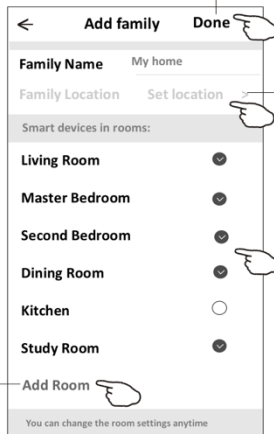 Add family Done
Family Name My home
Family Location Set location >
Smart devices in rooms:
Living Room
Master Bedroom
Second Bedroom
Dining Room
Kitchen
Study Room
Add Room
You can change the room settings anytime